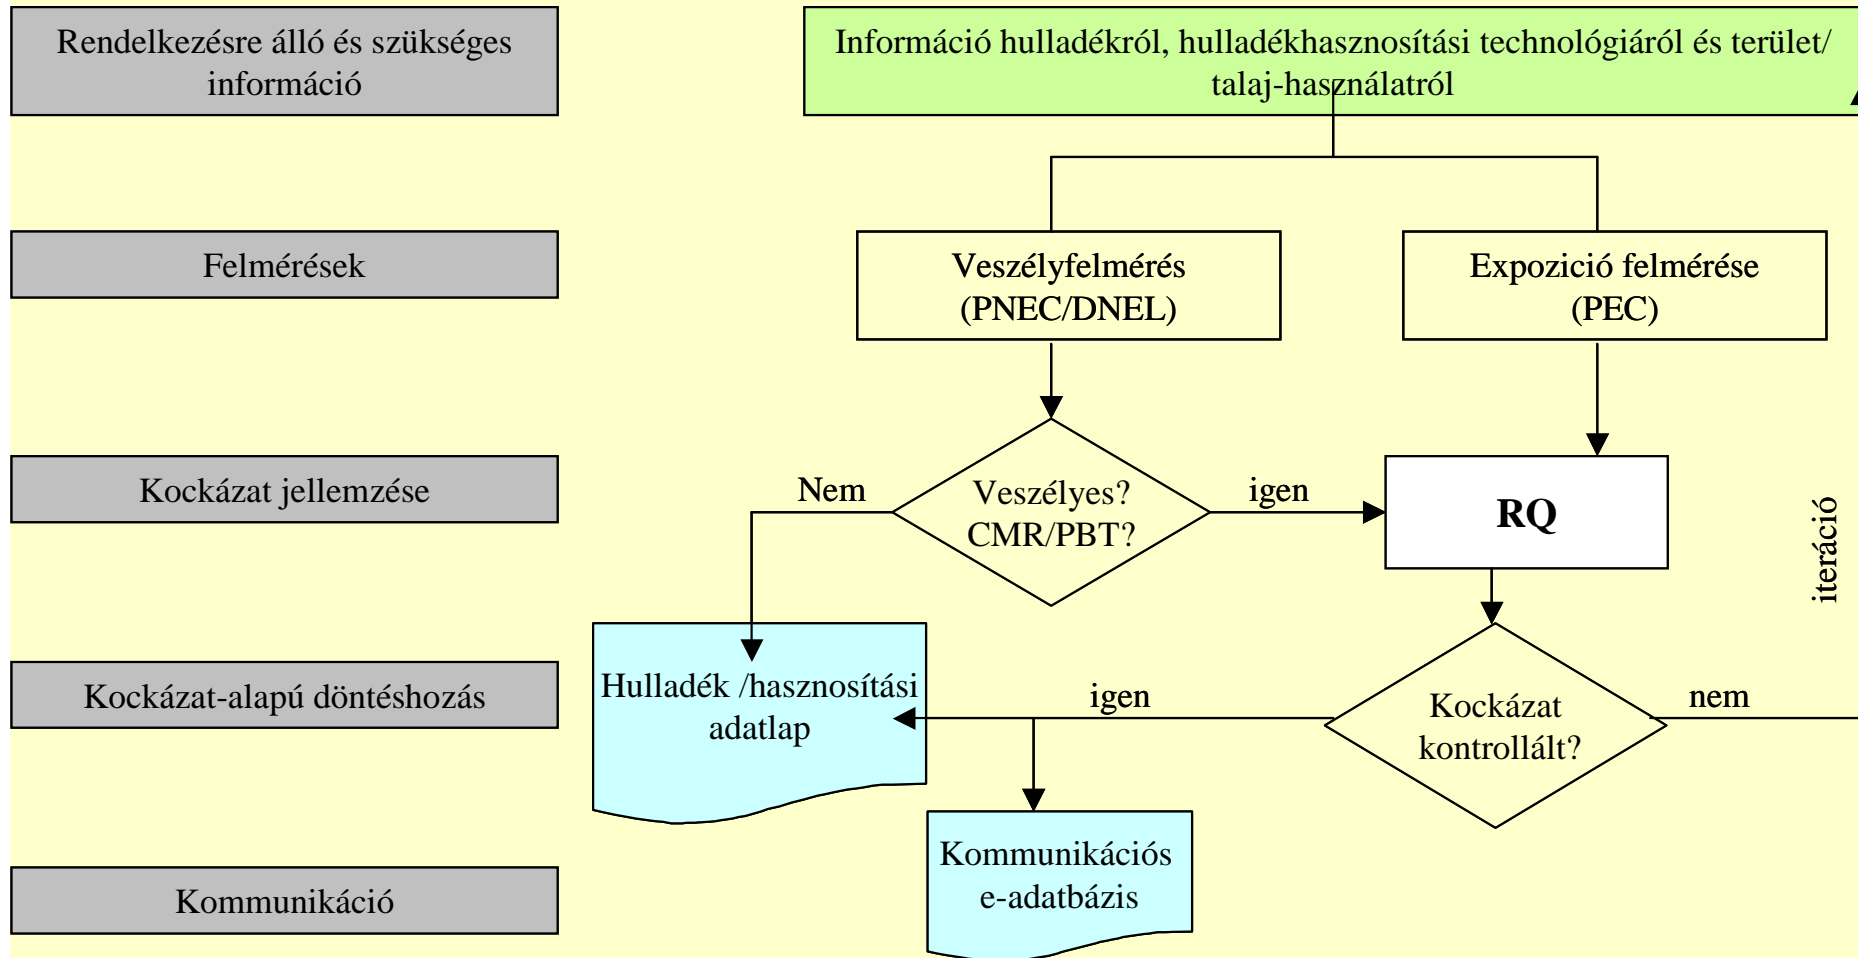 Rendelkezésre álló és szükséges
információ
Információ hulladékról, hulladékhasznosítási technológiáról és terület/
talaj-használatról
Felmérések
Veszélyfelmérés
(PNEC/DNEL)
Expozició felmérése
(PEC)
Kockázat jellemzése
Nem
Veszélyes?
CMR/PBT?
igen
RQ
iteráció
Kockázat-alapú döntéshozás
Hulladék /hasznosítási
adatlap
igen
Kockázat
kontrollált?
nem
Kommunikációs
e-adatbázis
Kommunikáció